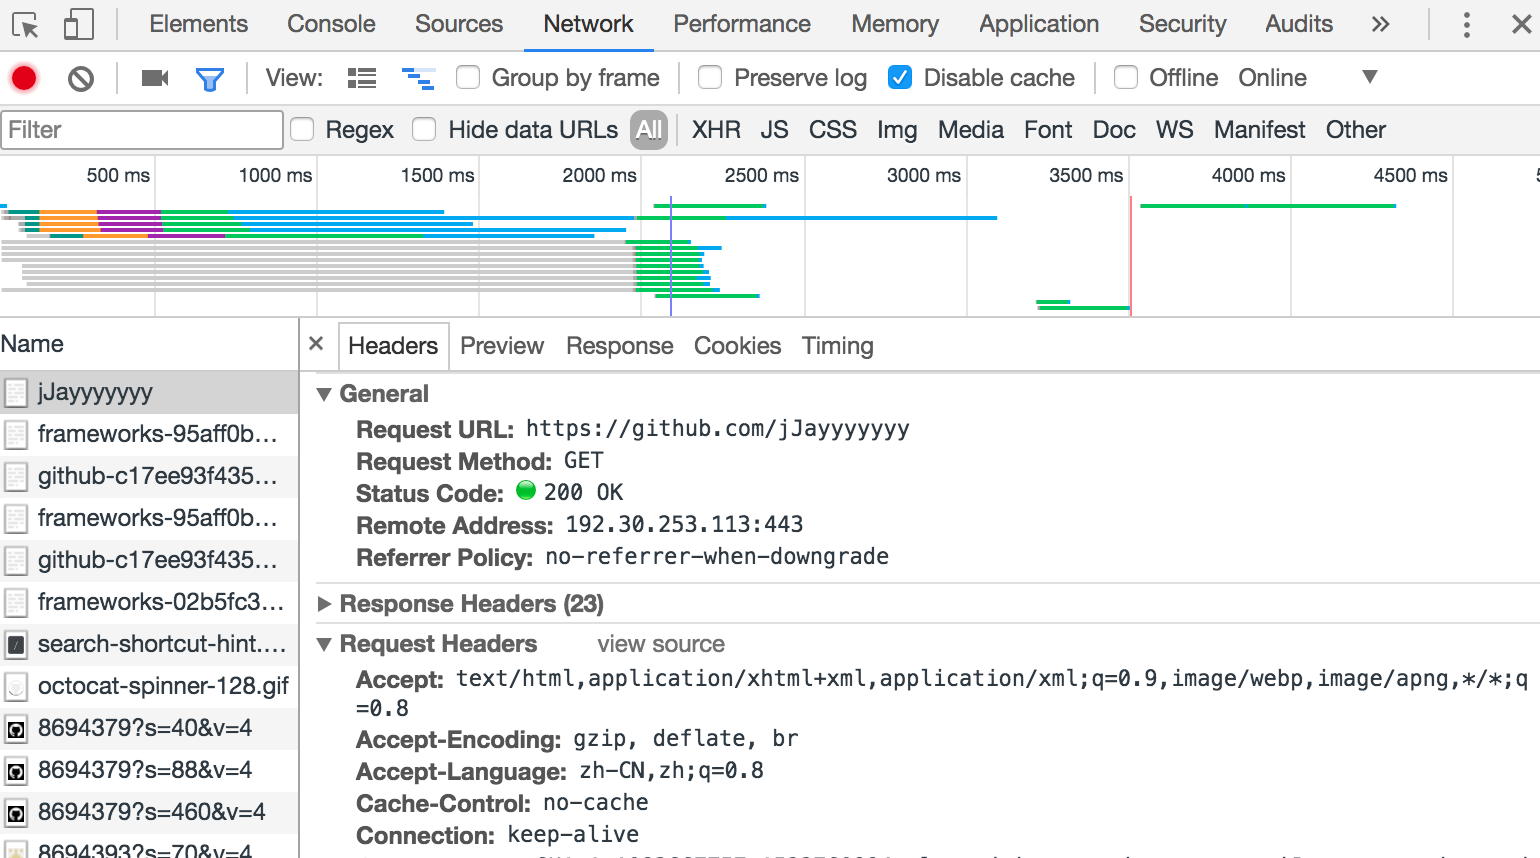 Elements Console Sources Network Performance Memory Application Security Audits »
View: Group by frame Preserve log Disable cache Offline Online ▼
Filter Regex Hide data URLs All XHR JS CSS Img Media Font Doc WS Manifest Other
500 ms 1000 ms 1500 ms 2000 ms 2500 ms 3000 ms 3500 ms 4000 ms 4500 ms
Name
jJayyyyyyy
frameworks-95aff0b…
github-c17ee93f435…
frameworks-95aff0b…
github-c17ee93f435…
frameworks-02b5fc3…
search-shortcut-hint.…
octocat-spinner-128.gif
8694379?s=40&v=4
8694379?s=88&v=4
8694379?s=460&v=4
8694393?s=70&v=4
× Headers Preview Response Cookies Timing
▼ General
Request URL: https://github.com/jJayyyyyyy
Request Method: GET
Status Code: 200 OK
Remote Address: 192.30.253.113:443
Referrer Policy: no-referrer-when-downgrade
▶ Response Headers (23)
▼ Request Headers view source
Accept: text/html,application/xhtml+xml,application/xml;q=0.9,image/webp,image/apng,*/*;q
=0.8
Accept-Encoding: gzip, deflate, br
Accept-Language: zh-CN,zh;q=0.8
Cache-Control: no-cache
Connection: keep-alive